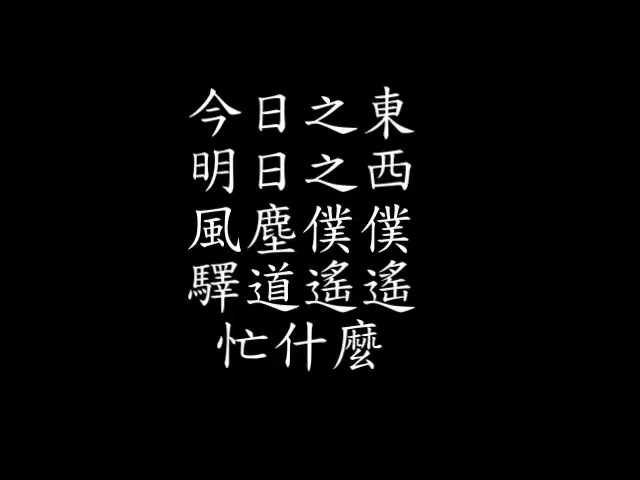 今日之東
明日之西
風塵僕僕
驛道遙遙
忙什麼